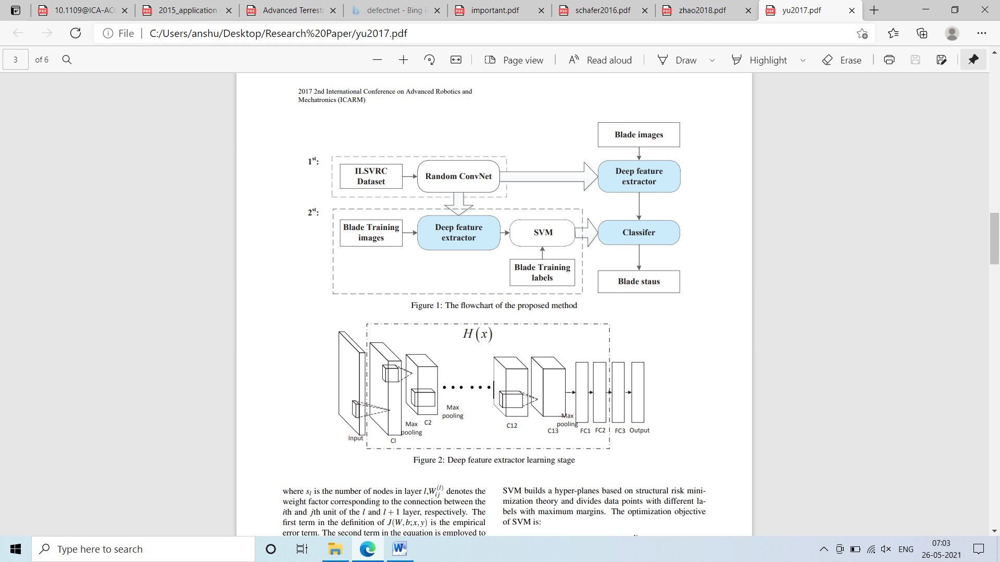 10.1109@ICA-AC
2015_application
Advanced Terrest
defectnet - Bing i
important.pdf
schafer2016.pdf
zhao2018.pdf
yu2017.pdf
File
C:/Users/anshu/Desktop/Research%20Paper/yu2017.pdf
3 of 6
Page view
Read aloud
Draw
Highlight
Erase
2017 2nd International Conference on Advanced Robotics and
Mechatronics (ICARM)
Blade images
1st:
ILSVRC
Dataset
Random ConvNet
Deep feature
extractor
2st:
Blade Training
images
Deep feature
extractor
SVM
Classifer
Blade Training
labels
Blade staus
Figure 1: The flowchart of the proposed method
H(x)
Input
CI
Max
pooling
C2
Max
pooling
C12
C13
Max
pooling
FC1
FC2
FC3
Output
Figure 2: Deep feature extractor learning stage
where sl is the number of nodes in layer l,Wij(l) denotes the
weight factor corresponding to the connection between the
ith and jth unit of the l and l+1 layer, respectively. The
first term in the definition of J(W,b;x,y) is the empirical
error term. The second term in the equation is employed to
SVM builds a hyper-planes based on structural risk mini-
mization theory and divides data points with different la-
bels with maximum margins. The optimization objective
of SVM is:
Type here to search
ENG
07:03
26-05-2021